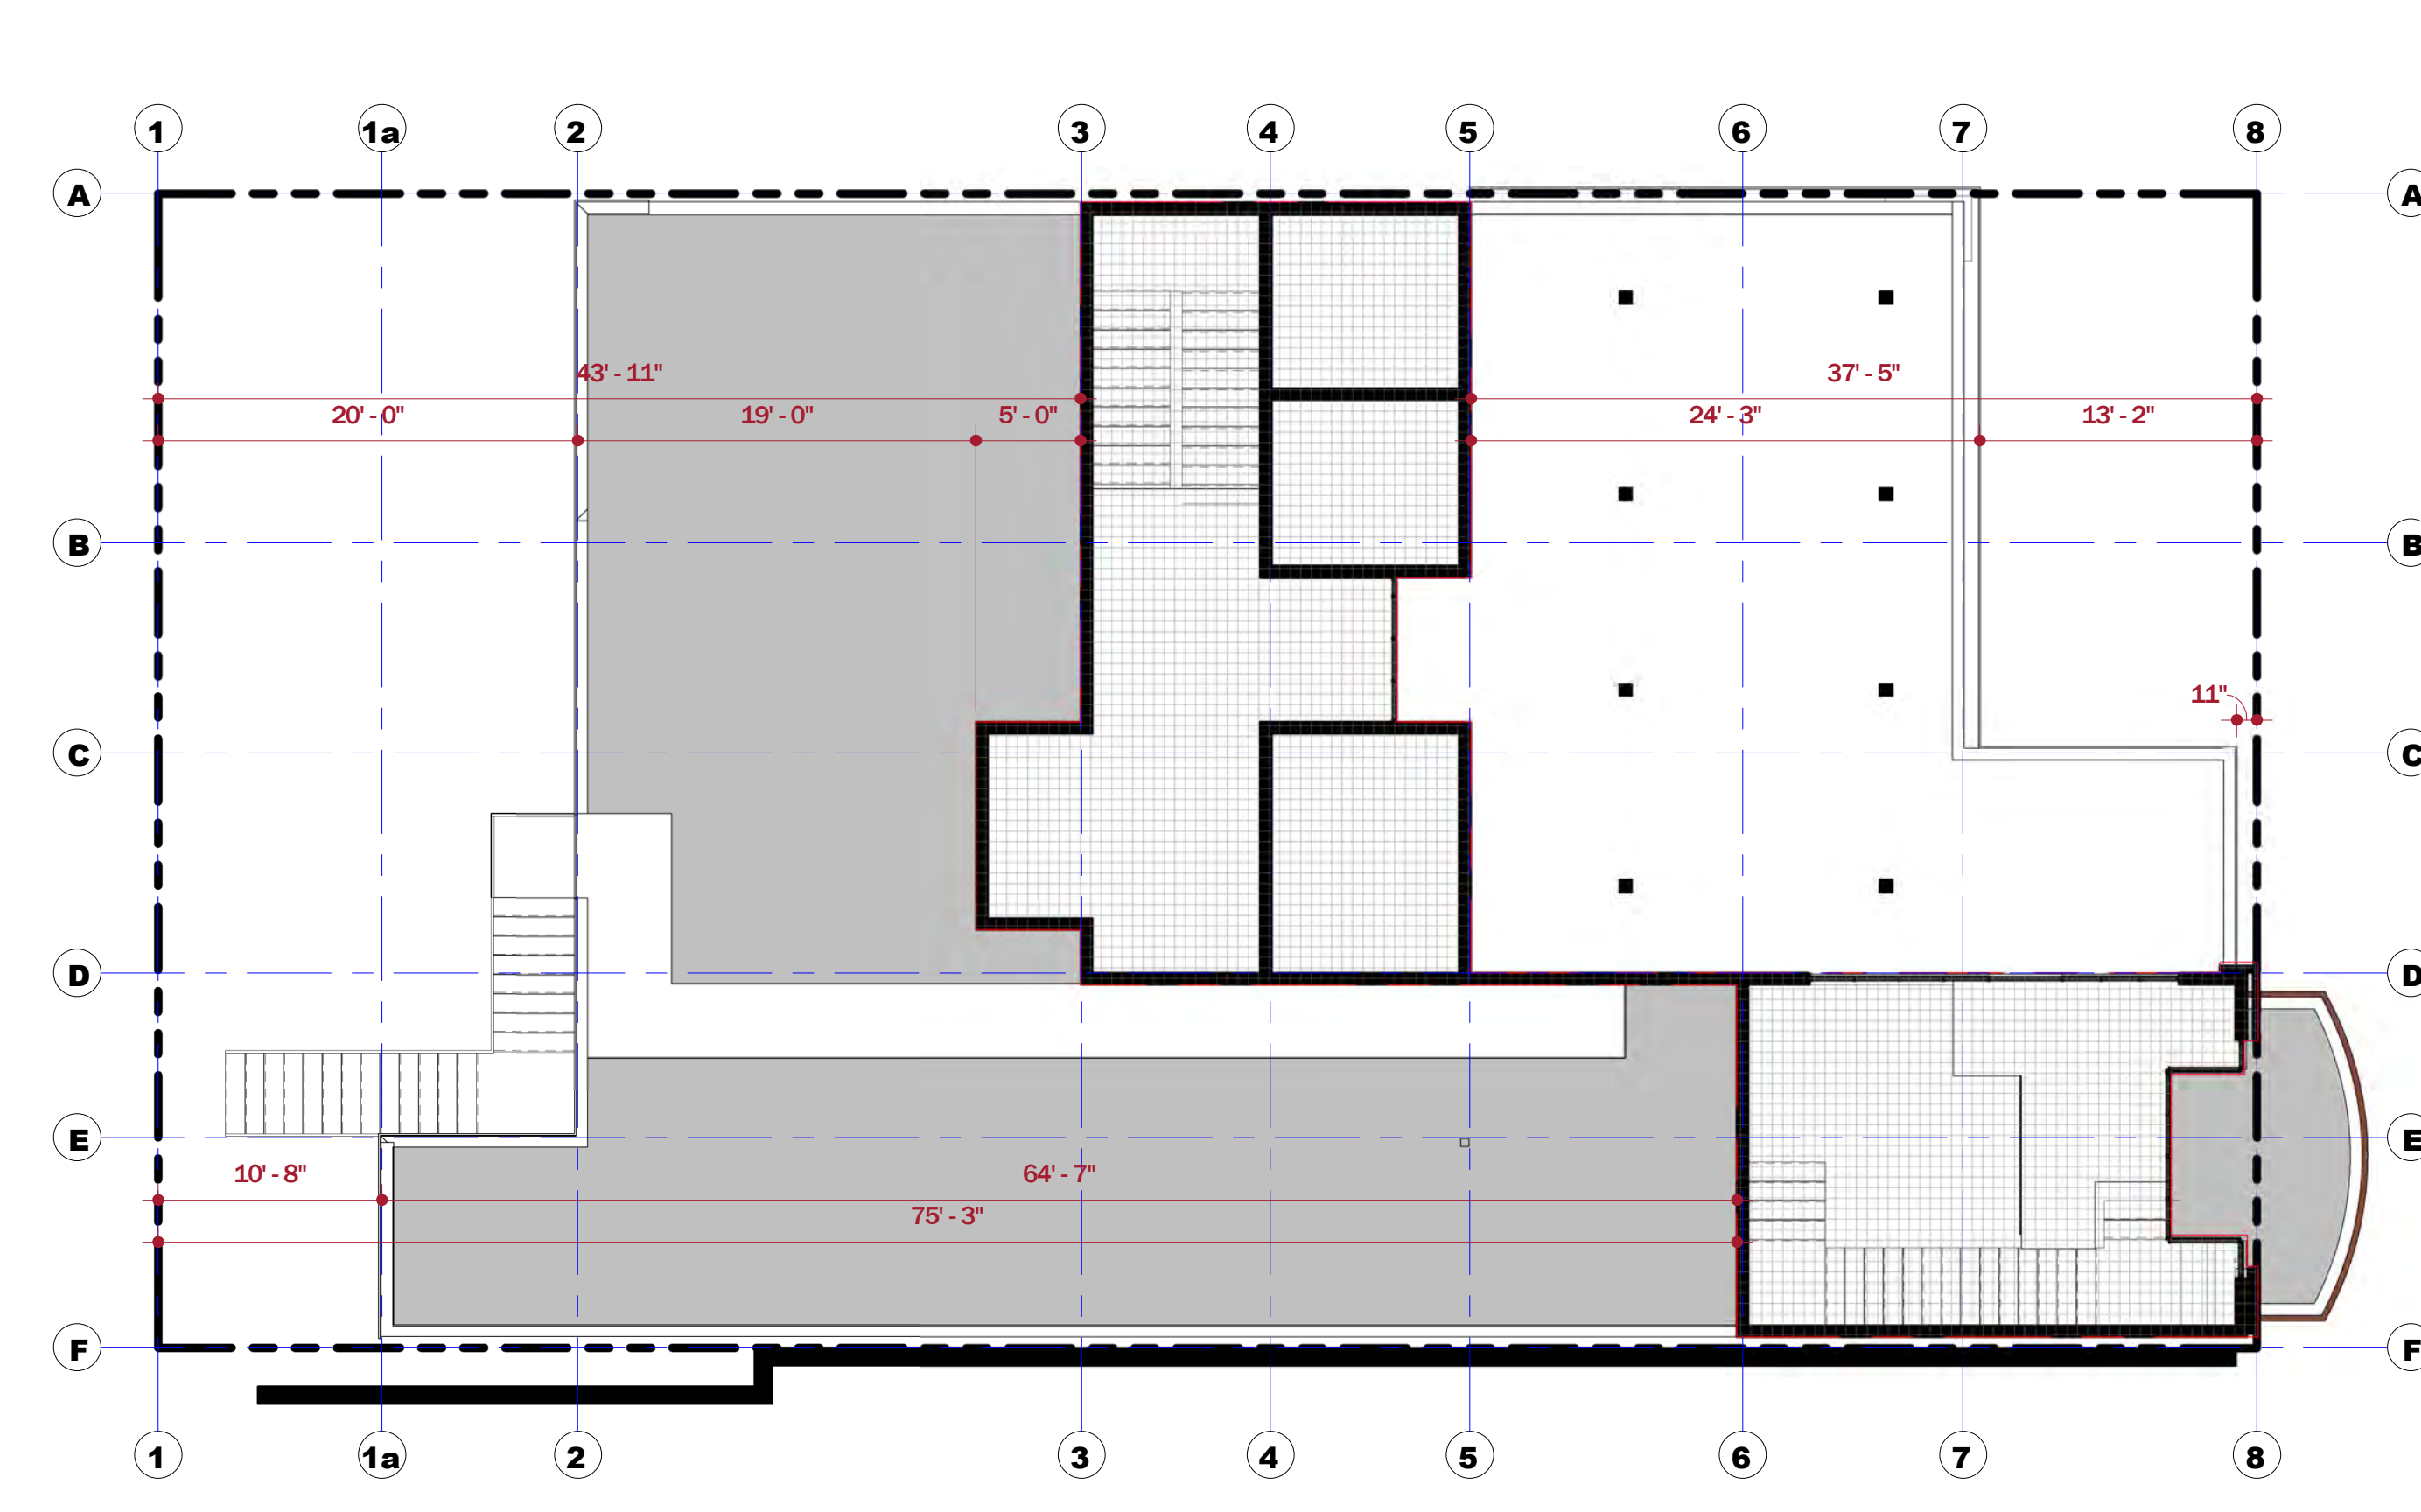 1 1a 2 3 4 5 6 7 8
A A
43' - 11" 37' - 5"
20' - 0" 19' - 0" 5' - 0" 24' - 3" 13' - 2"
B B
11"
C C
D D
E E
10' - 8" 64' - 7"
75' - 3"
F F
1 1a 2 3 4 5 6 7 8